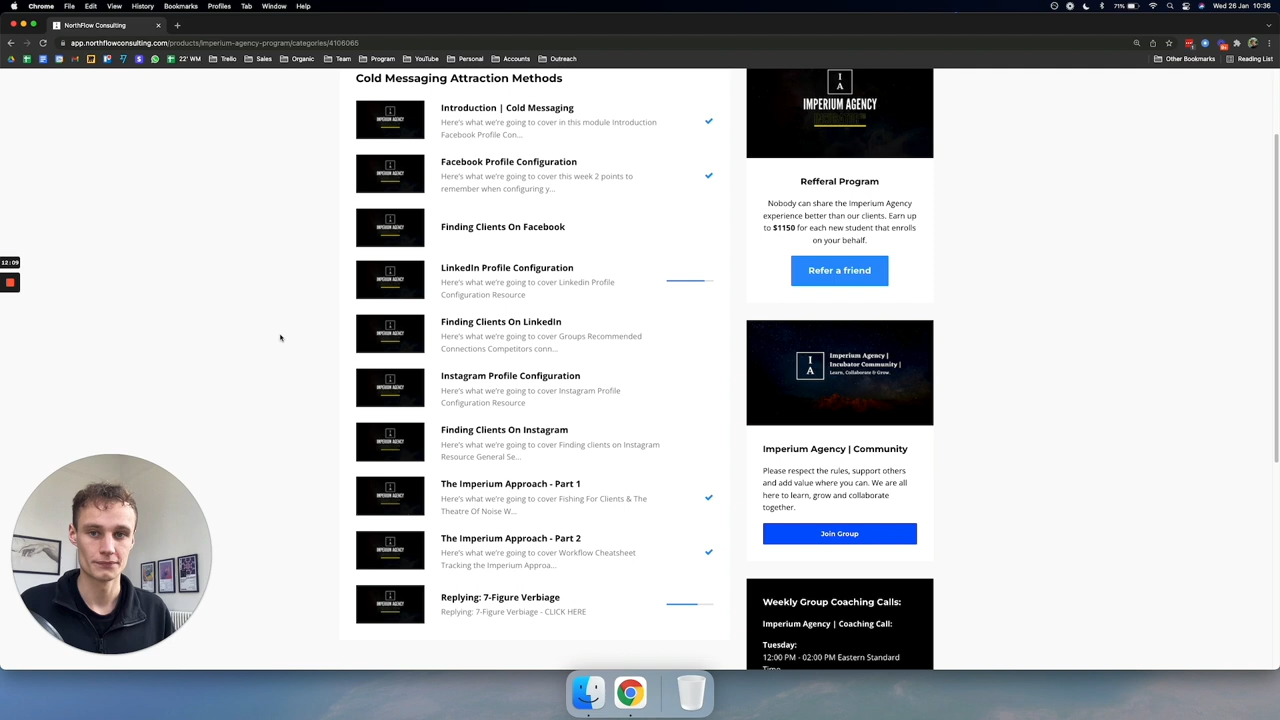 Chrome File Edit View History Bookmarks Profiles Tab Window Help
71% Wed 26 Jan 10:36
NorthFlow Consulting
app.northflowconsulting.com/products/imperium-agency-program/categories/4106065
22' WM Trello Sales Organic Team Program YouTube Personal Accounts Outreach Other Bookmarks Reading List
Cold Messaging Attraction Methods
Introduction | Cold Messaging
Here's what we're going to cover in this module Introduction
Facebook Profile Con...
Facebook Profile Configuration
Here's what we're going to cover this week 2 points to
remember when configuring y...
Finding Clients On Facebook
LinkedIn Profile Configuration
Here's what we're going to cover Linkedin Profile
Configuration Resource
Finding Clients On LinkedIn
Here's what we're going to cover Groups Recommended
Connections Competitors conn...
Instagram Profile Configuration
Here's what we're going to cover Instagram Profile
Configuration Resource
Finding Clients On Instagram
Here's what we're going to cover Finding clients on Instagram
Resource General Se...
The Imperium Approach - Part 1
Here's what we're going to cover Fishing For Clients & The
Theatre Of Noise W...
The Imperium Approach - Part 2
Here's what we're going to cover Workflow Cheatsheet
Tracking the Imperium Approa...
Replying: 7-Figure Verbiage
Replying: 7-Figure Verbiage - CLICK HERE
I
A
IMPERIUM AGENCY
Refferal Program
Nobody can share the Imperium Agency
experience better than our clients. Earn up
to $1150 for each new student that enrolls
on your behalf.
Refer a friend
I
A
Imperium Agency |
Incubator Community |
Learn, Collaborate & Grow.
Imperium Agency | Community
Please respect the rules, support others
and add value where you can. We are all
here to learn, grow and collaborate
together.
Join Group
Weekly Group Coaching Calls:
Imperium Agency | Coaching Call:
Tuesday:
12:00 PM - 02:00 PM Eastern Standard
Time
12:09